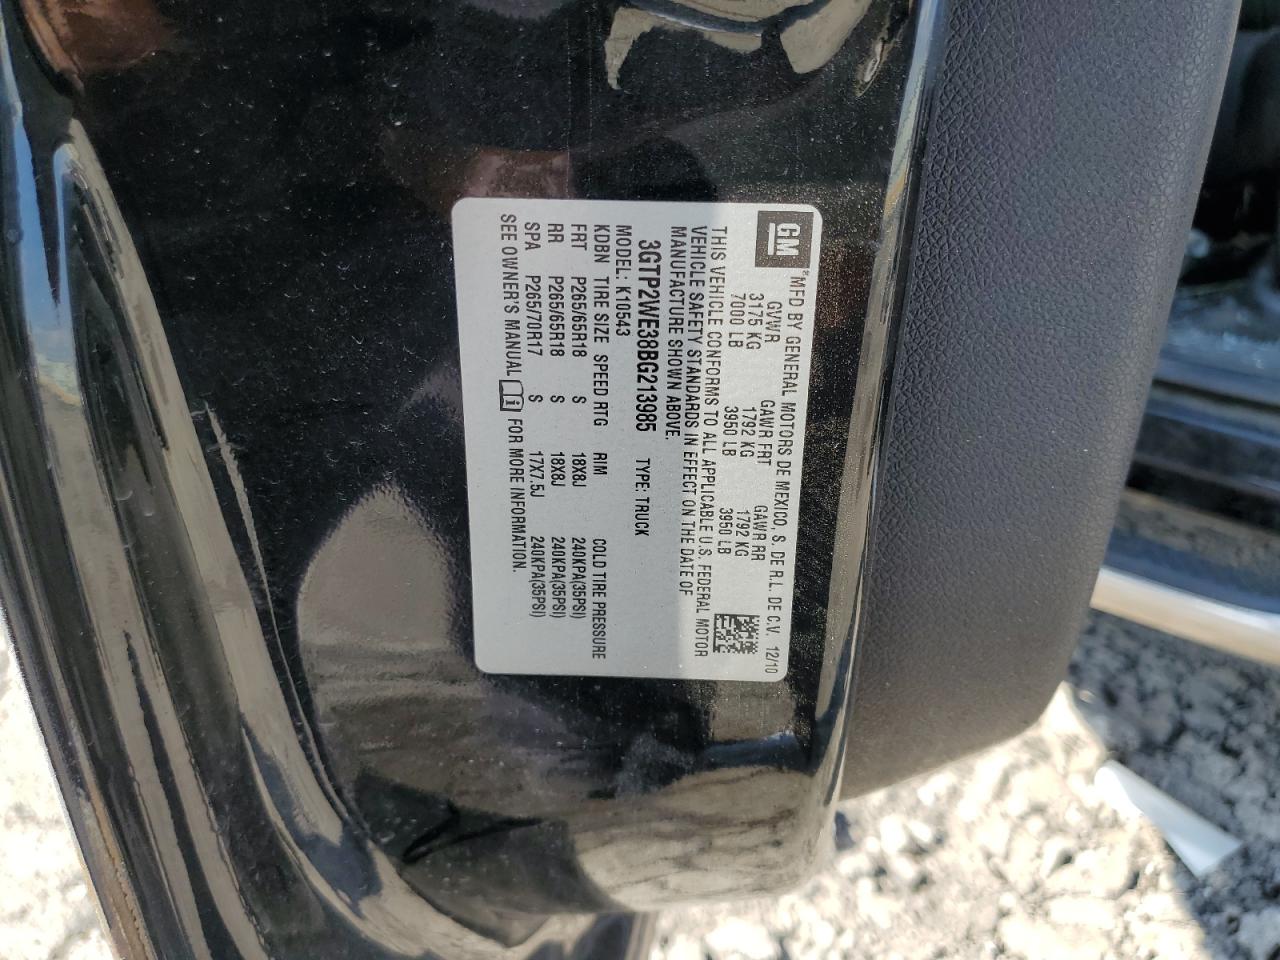 GM *MFD BY GENERAL MOTORS DE MEXICO, S. DE R.L. DE C.V. 12/10
GVWR GAWR FRT GAWR RR
3175 KG 1792 KG 1792 KG
7000 LB 3950 LB 3950 LB
THIS VEHICLE CONFORMS TO ALL APPLICABLE U.S. FEDERAL MOTOR
VEHICLE SAFETY STANDARDS IN EFFECT ON THE DATE OF
MANUFACTURE SHOWN ABOVE.
3GTP2WE38BG213985 TYPE: TRUCK
MODEL: K10543
KDBN TIRE SIZE SPEED RTG RIM COLD TIRE PRESSURE
FRT P265/65R18 S 18X8J 240KPA(35PSI)
RR P265/65R18 S 18X8J 240KPA(35PSI)
SPA P265/70R17 S 17X7.5J 240KPA(35PSI)
SEE OWNER'S MANUAL i FOR MORE INFORMATION.